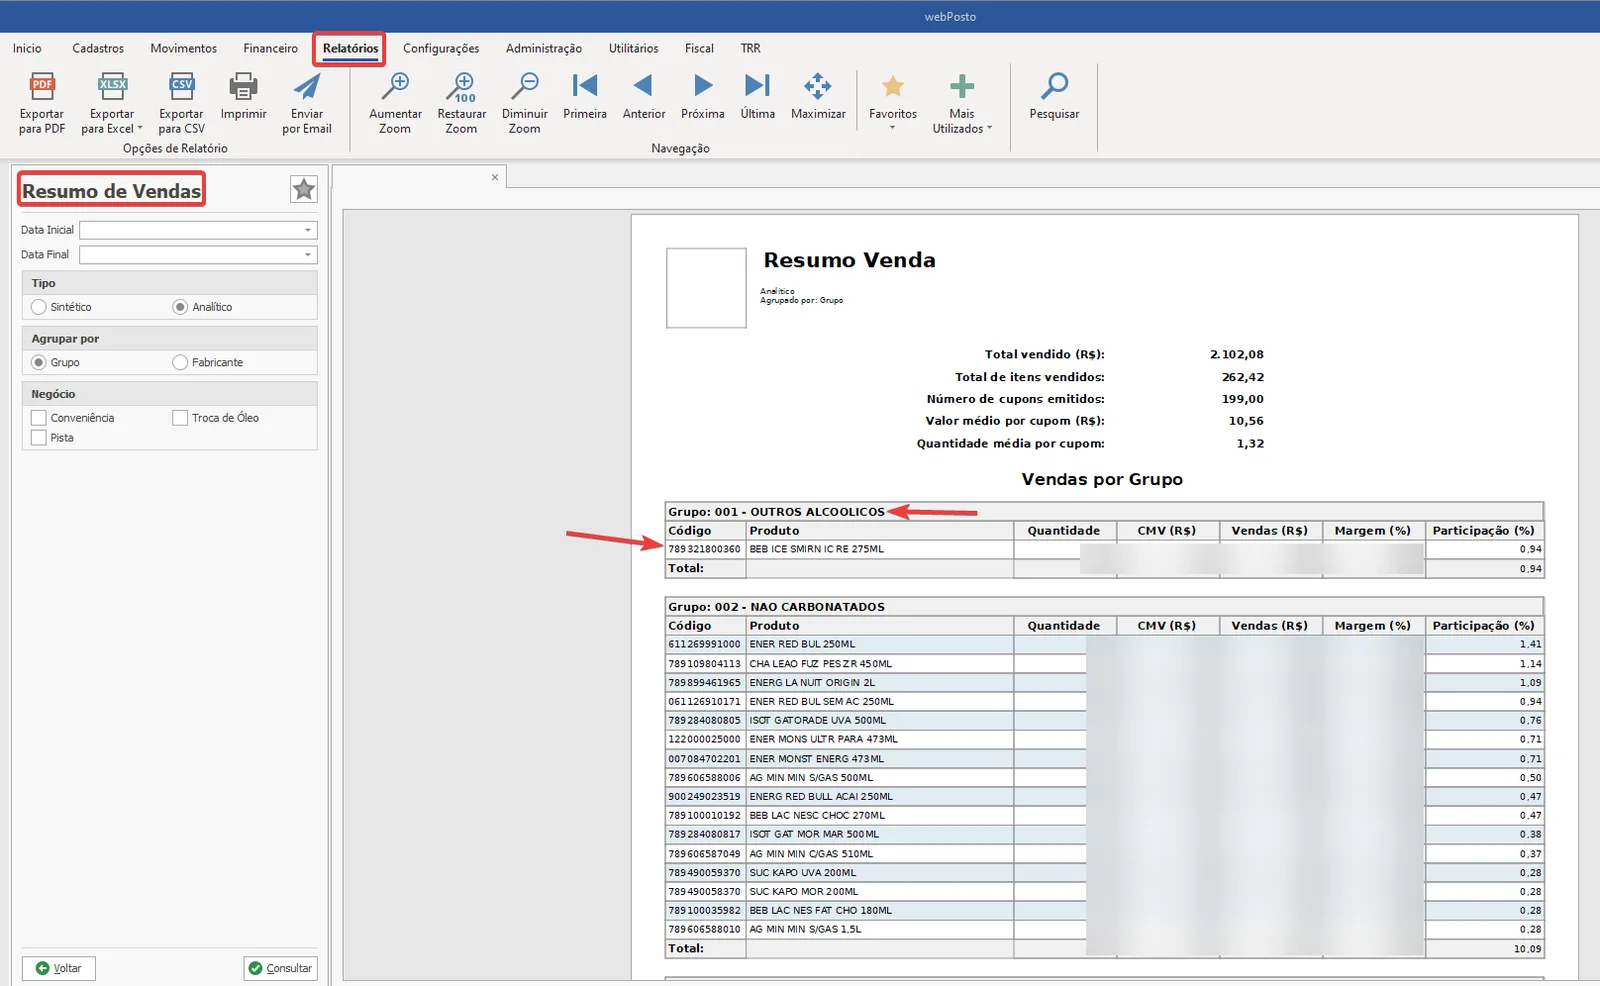 webPosto
Inicio Cadastros Movimentos Financeiro Relatórios Configurações Administração Utilitários Fiscal TRR
PDF XLSX CSV 100
Exportar para PDF Exportar para Excel Exportar para CSV Imprimir Enviar por Email Aumentar Zoom Restaurar Zoom Diminuir Zoom Primeira Anterior Próxima Última Maximizar Favoritos Mais Utilizados Pesquisar
Opções de Relatório Navegação
Resumo de Vendas
Data Inicial
Data Final
Tipo
Sintético Analítico
Agrupar por
Grupo Fabricante
Negócio
Conveniência Troca de Óleo
Pista
Voltar Consultar
Resumo Venda
Analitico
Agrupado por: Grupo
Total vendido (R$): 2.102,08
Total de itens vendidos: 262,42
Número de cupons emitidos: 199,00
Valor médio por cupom (R$): 10,56
Quantidade média por cupom: 1,32
Vendas por Grupo
Grupo: 001 - OUTROS ALCOOLICOS
Código Produto Quantidade CMV (R$) Vendas (R$) Margem (%) Participação (%)
789321800360 BEB ICE SMIRN IC RE 275ML 0,94
Total: 0,94
Grupo: 002 - NAO CARBONATADOS
Código Produto Quantidade CMV (R$) Vendas (R$) Margem (%) Participação (%)
611269991000 ENER RED BUL 250ML 1,41
789109804113 CHA LEAO FUZ PES ZR 450ML 1,14
789899461965 ENERG LA NUIT ORIGIN 2L 1,09
061126910171 ENER RED BUL SEM AC 250ML 0,94
789284080805 ISOT GATORADE UVA 500ML 0,76
122000025000 ENER MONS ULTR PARA 473ML 0,71
007084702201 ENER MONST ENERG 473ML 0,71
789606588006 AG MIN MIN S/GAS 500ML 0,50
900249023519 ENERG RED BULL ACAI 250ML 0,47
789100010192 BEB LAC NESC CHOC 270ML 0,47
789284080817 ISOT GAT MOR MAR 500ML 0,38
789606587049 AG MIN MIN C/GAS 510ML 0,37
789490059370 SUC KAPO UVA 200ML 0,28
789490058370 SUC KAPO MOR 200ML 0,28
789100035982 BEB LAC NES FAT CHO 180ML 0,28
789606588010 AG MIN MIN S/GAS 1,5L 0,28
Total: 10,09